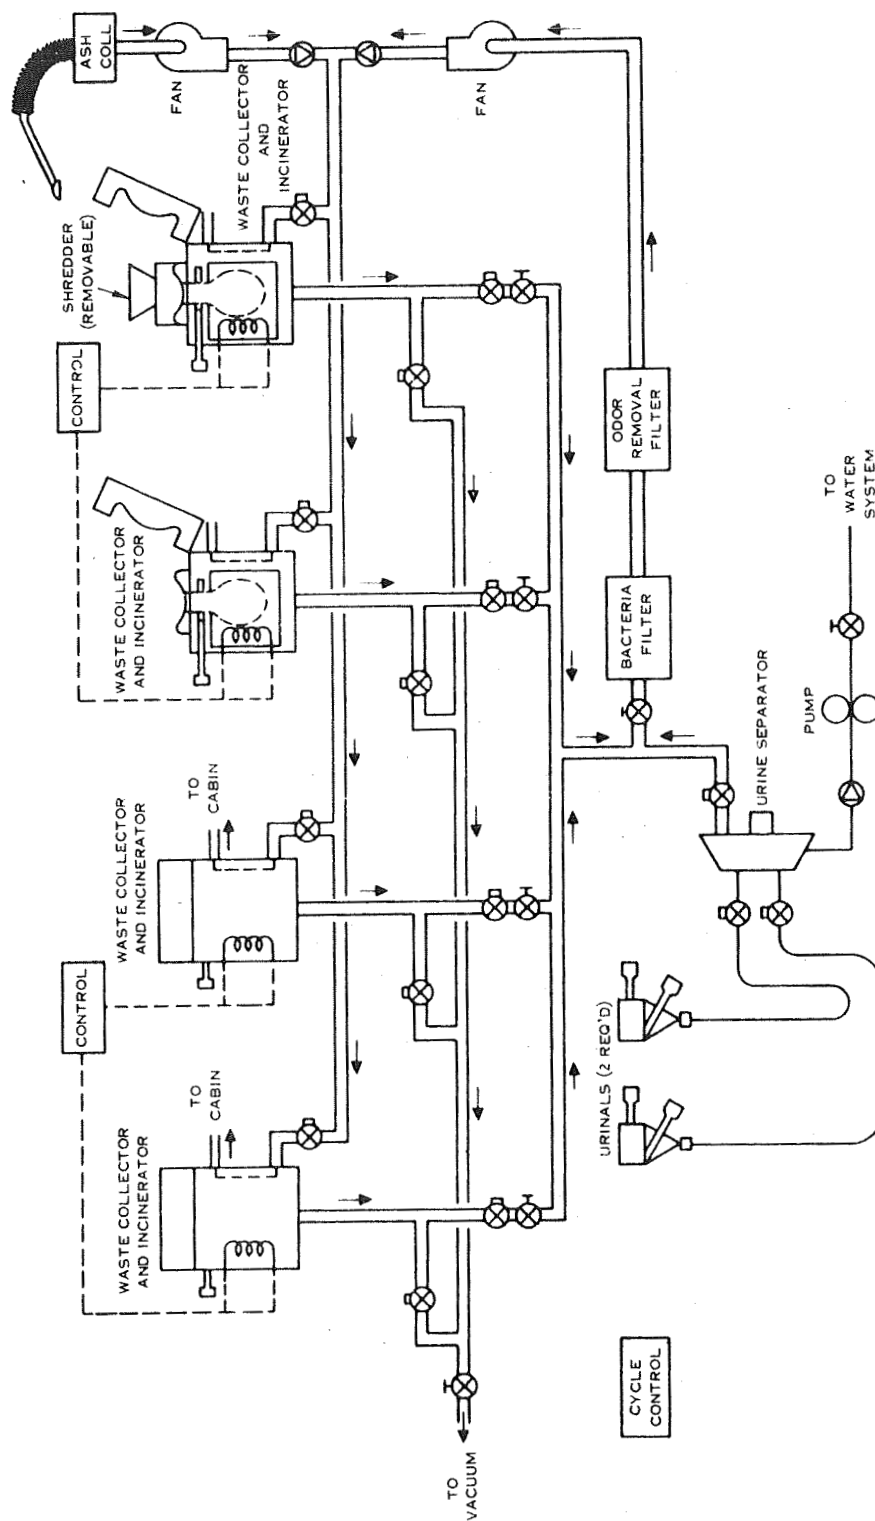 ASH
COLL
FAN
FAN
WASTE COLLECTOR
AND
INCINERATOR
SHREDDER
(REMOVABLE)
CONTROL
WASTE COLLECTOR
AND INCINERATOR
ODOR
REMOVAL
FILTER
BACTERIA
FILTER
TO
WATER
SYSTEM
PUMP
URINE SEPARATOR
TO
CABIN
WASTE COLLECTOR
AND INCINERATOR
CONTROL
TO
CABIN
WASTE COLLECTOR
AND INCINERATOR
URINALS (2 REQ'D)
CYCLE
CONTROL
TO
VACUUM